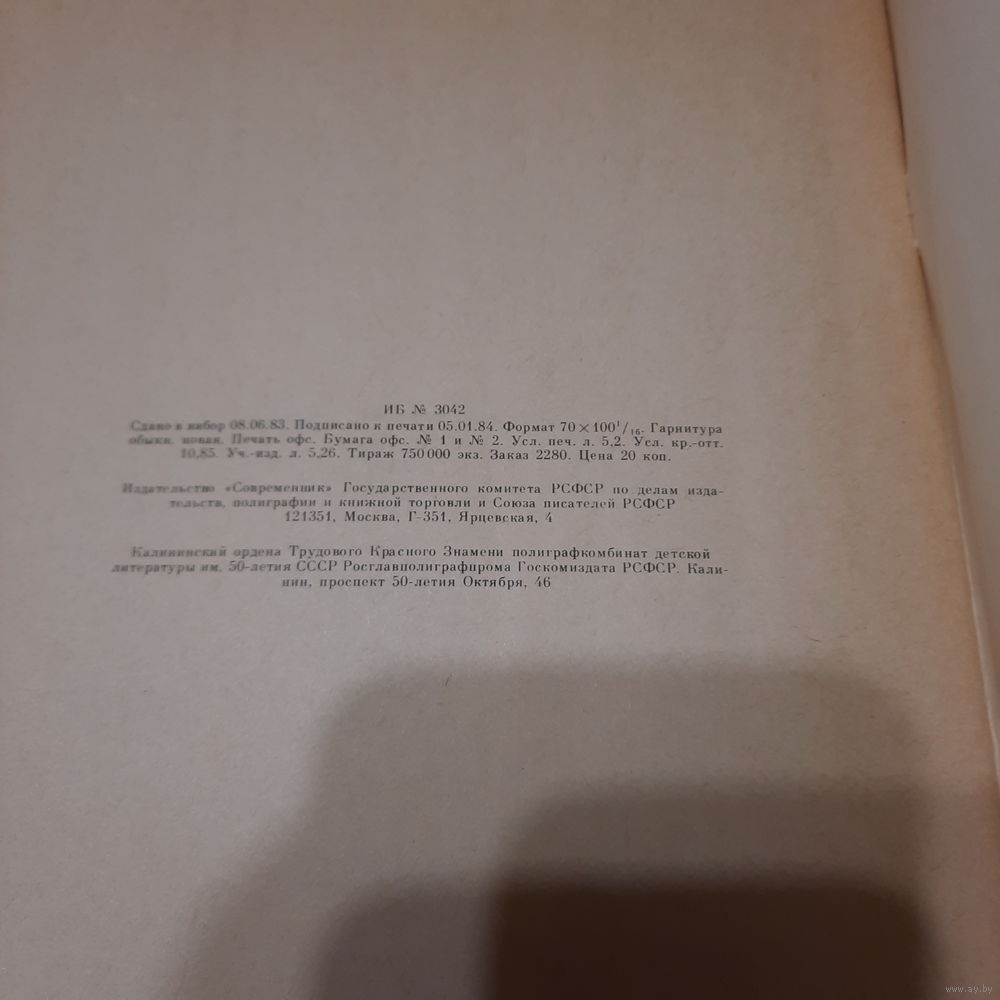 ИБ № 3042
Сдано в набор 08.06.83. Подписано к печати 05.01.84. Формат 70×100¹/₁₆. Гарнитура
обыкн. новая. Печать офс. Бумага офс. № 1 и № 2. Усл. печ. л. 5,2. Усл. кр.-отт.
10,85. Уч.-изд. л. 5,26. Тираж 750 000 экз. Заказ 2280. Цена 20 коп.
Издательство «Современник» Государственного комитета РСФСР по делам изда-
тельств, полиграфии и книжной торговли и Союза писателей РСФСР
121351, Москва, Г-351, Ярцевская, 4
Калининский ордена Трудового Красного Знамени полиграфкомбинат детской
литературы им. 50-летия СССР Росглавполиграфпрома Госкомиздата РСФСР. Кали-
нин, проспект 50-летия Октября, 46
www.ay.by